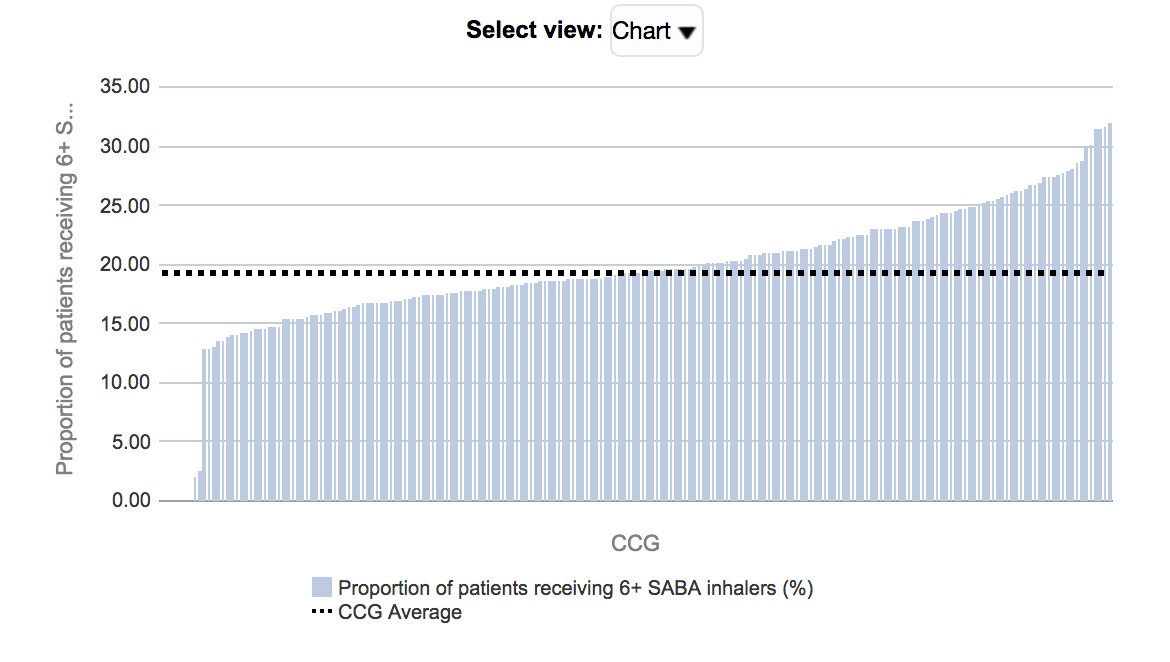 Select view: Chart ▼
35.00
30.00
25.00
20.00
15.00
10.00
5.00
0.00
Proportion of patients receiving 6+ S...
CCG
Proportion of patients receiving 6+ SABA inhalers (%)
CCG Average